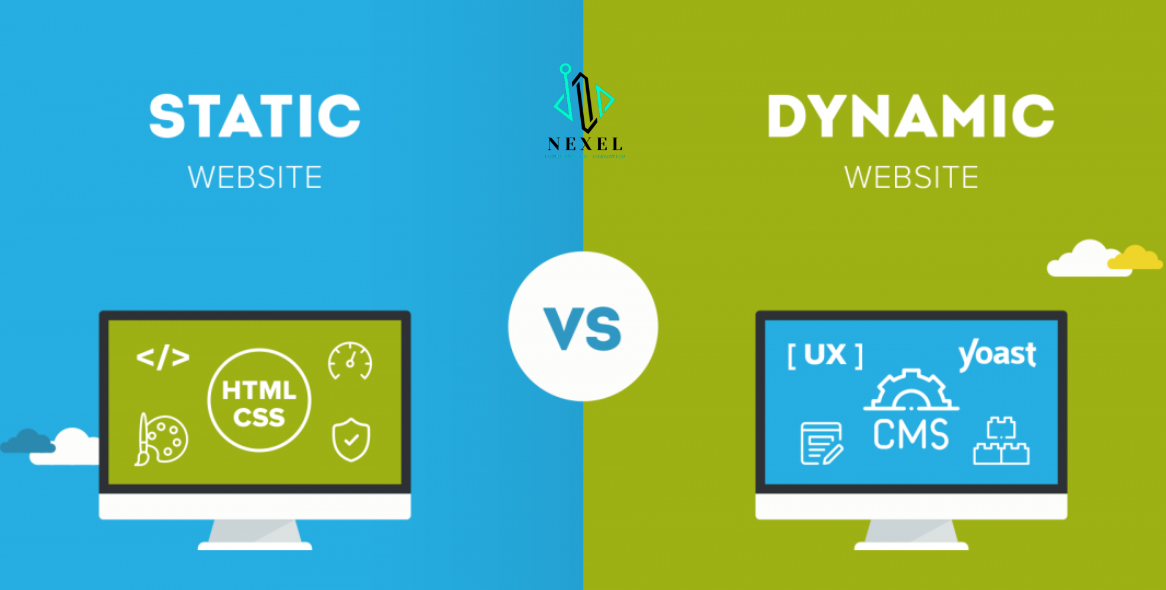 STATIC
WEBSITE
NEXEL
DYNAMIC
WEBSITE
VS
</>
HTML
CSS
[ UX ]
yoast
CMS